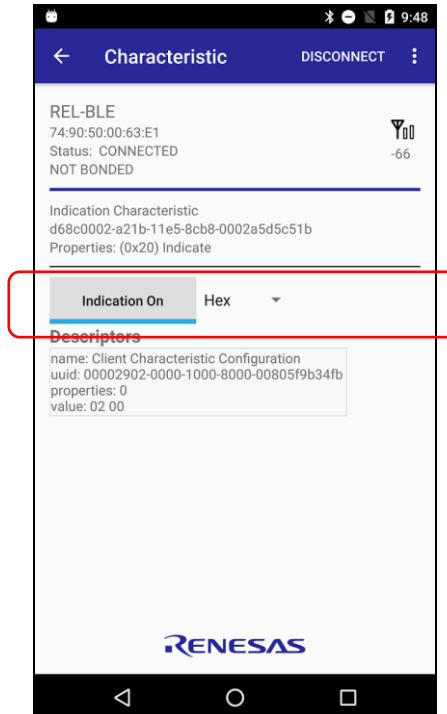 9:48
Characteristic DISCONNECT
REL-BLE
74:90:50:00:63:E1
Status: CONNECTED
-66
NOT BONDED
Indication Characteristic
d68c0002-a21b-11e5-8cb8-0002a5d5c51b
Properties: (0x20) Indicate
Indication On Hex
Descriptors
name: Client Characteristic Configuration
uuid: 00002902-0000-1000-8000-00805f9b34fb
properties: 0
value: 02 00
RENESAS